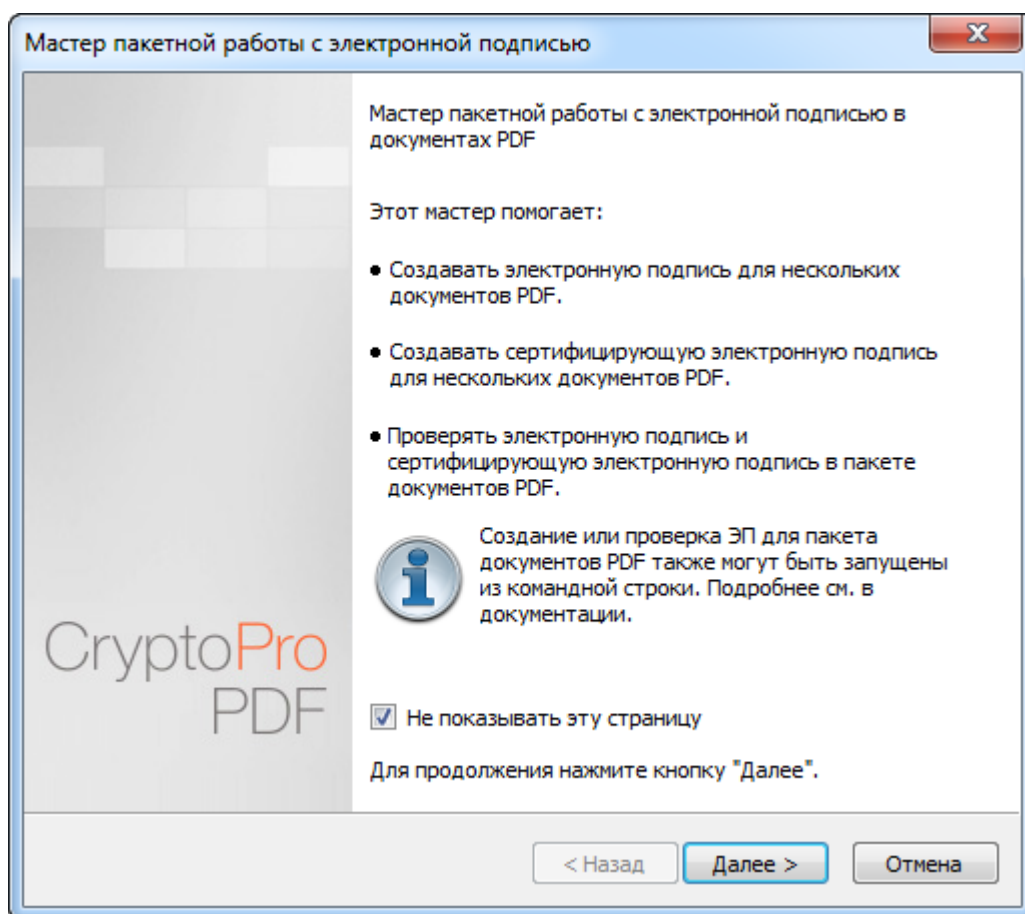 Мастер пакетной работы с электронной подписью
Мастер пакетной работы с электронной подписью в
документах PDF
Этот мастер помогает:
• Создавать электронную подпись для нескольких
документов PDF.
• Создавать сертифицирующую электронную подпись
для нескольких документов PDF.
• Проверять электронную подпись и
сертифицирующую электронную подпись в пакете
документов PDF.
Создание или проверка ЭП для пакета
документов PDF также могут быть запущены
из командной строки. Подробнее см. в
документации.
CryptoPro
PDF
Не показывать эту страницу
Для продолжения нажмите кнопку "Далее".
< Назад
Далее >
Отмена